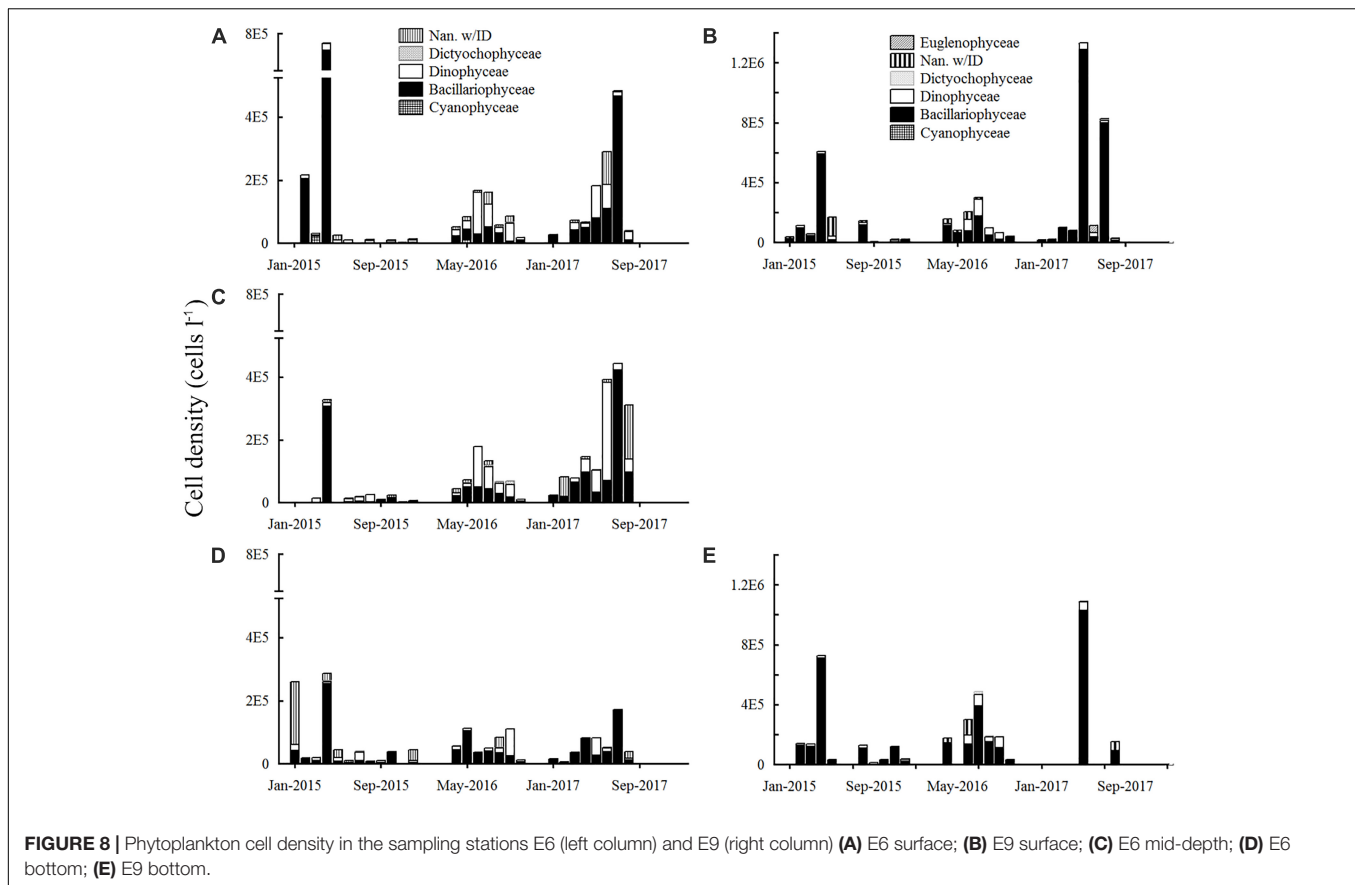 A
8E5
4E5
2E5
0
Nan. w/ID
Dictyochophyceae
Dinophyceae
Bacillariophyceae
Cyanophyceae
Jan-2015 Sep-2015 May-2016 Jan-2017 Sep-2017
B
1.2E6
8E5
4E5
0
Euglenophyceae
Nan. w/ID
Dictyochophyceae
Dinophyceae
Bacillariophyceae
Cyanophyceae
Jan-2015 Sep-2015 May-2016 Jan-2017 Sep-2017
Cell density (cells l⁻¹)
C
8E5
4E5
2E5
0
Jan-2015 Sep-2015 May-2016 Jan-2017 Sep-2017
D
8E5
4E5
2E5
0
Jan-2015 Sep-2015 May-2016 Jan-2017 Sep-2017
E
1.2E6
8E5
4E5
0
Jan-2015 Sep-2015 May-2016 Jan-2017 Sep-2017
FIGURE 8 | Phytoplankton cell density in the sampling stations E6 (left column) and E9 (right column) (A) E6 surface; (B) E9 surface; (C) E6 mid-depth; (D) E6
bottom; (E) E9 bottom.